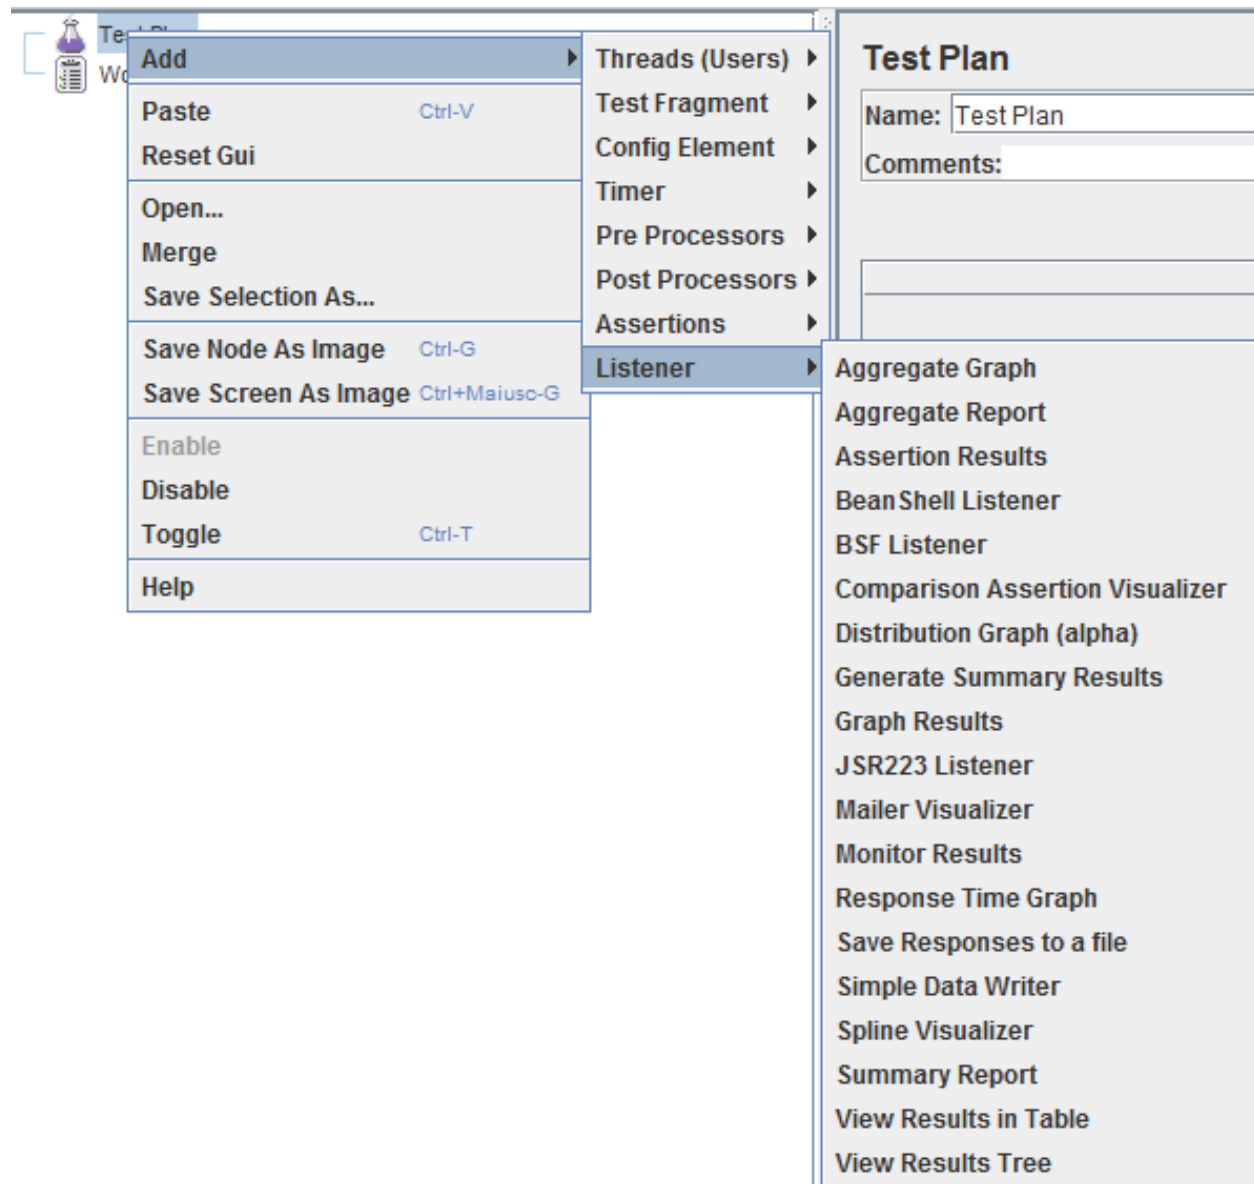 Add
Paste Ctrl-V
Reset Gui
Open...
Merge
Save Selection As...
Save Node As Image Ctrl-G
Save Screen As Image Ctrl+Maiusc-G
Enable
Disable
Toggle Ctrl-T
Help
Threads (Users)
Test Fragment
Config Element
Timer
Pre Processors
Post Processors
Assertions
Listener
Test Plan
Name: Test Plan
Comments:
Aggregate Graph
Aggregate Report
Assertion Results
BeanShell Listener
BSF Listener
Comparison Assertion Visualizer
Distribution Graph (alpha)
Generate Summary Results
Graph Results
JSR223 Listener
Mailer Visualizer
Monitor Results
Response Time Graph
Save Responses to a file
Simple Data Writer
Spline Visualizer
Summary Report
View Results in Table
View Results Tree